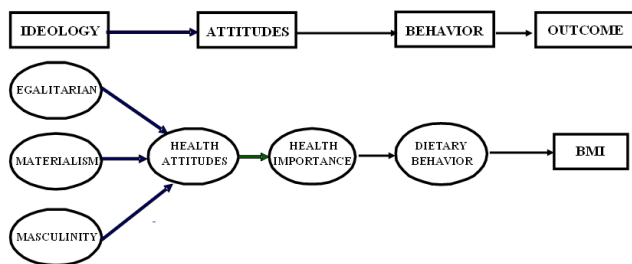 IDEOLOGY ATTITUDES BEHAVIOR OUTCOME
EGALITARIAN
MATERIALISM
MASCULINITY
HEALTH
ATTITUDES
HEALTH
IMPORTANCE
DIETARY
BEHAVIOR
BMI